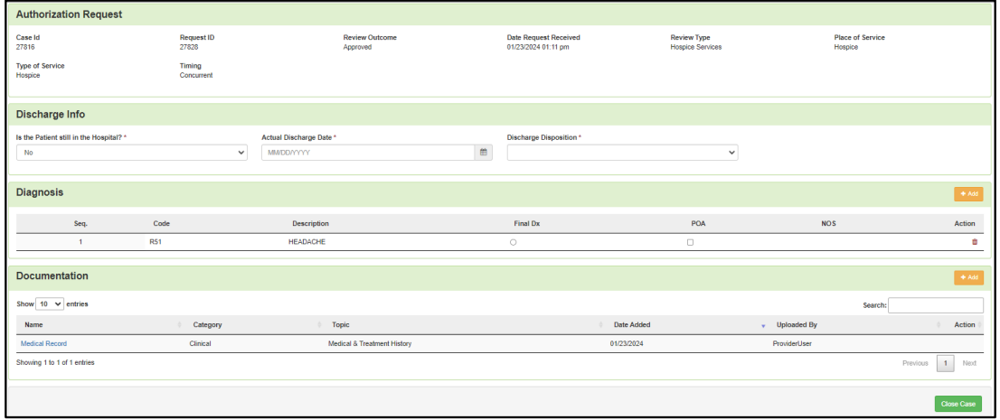 Authorization Request
Case Id Request ID Review Outcome Date Request Received Review Type Place of Service
27816 27828 Approved 01/23/2024 01:11 pm Hospice Services Hospice
Type of Service Timing
Hospice Concurrent
Discharge Info
Is the Patient still in the Hospital? * Actual Discharge Date * Discharge Disposition *
No MM/DD/YYYY
Diagnosis + Add
Seq. Code Description Final Dx POA NOS Action
1 R51 HEADACHE
Documentation + Add
Show 10 entries Search:
Name Category Topic Date Added Uploaded By Action
Medical Record Clinical Medical & Treatment History 01/23/2024 ProviderUser
Showing 1 to 1 of 1 entries Previous 1 Next
Close Case